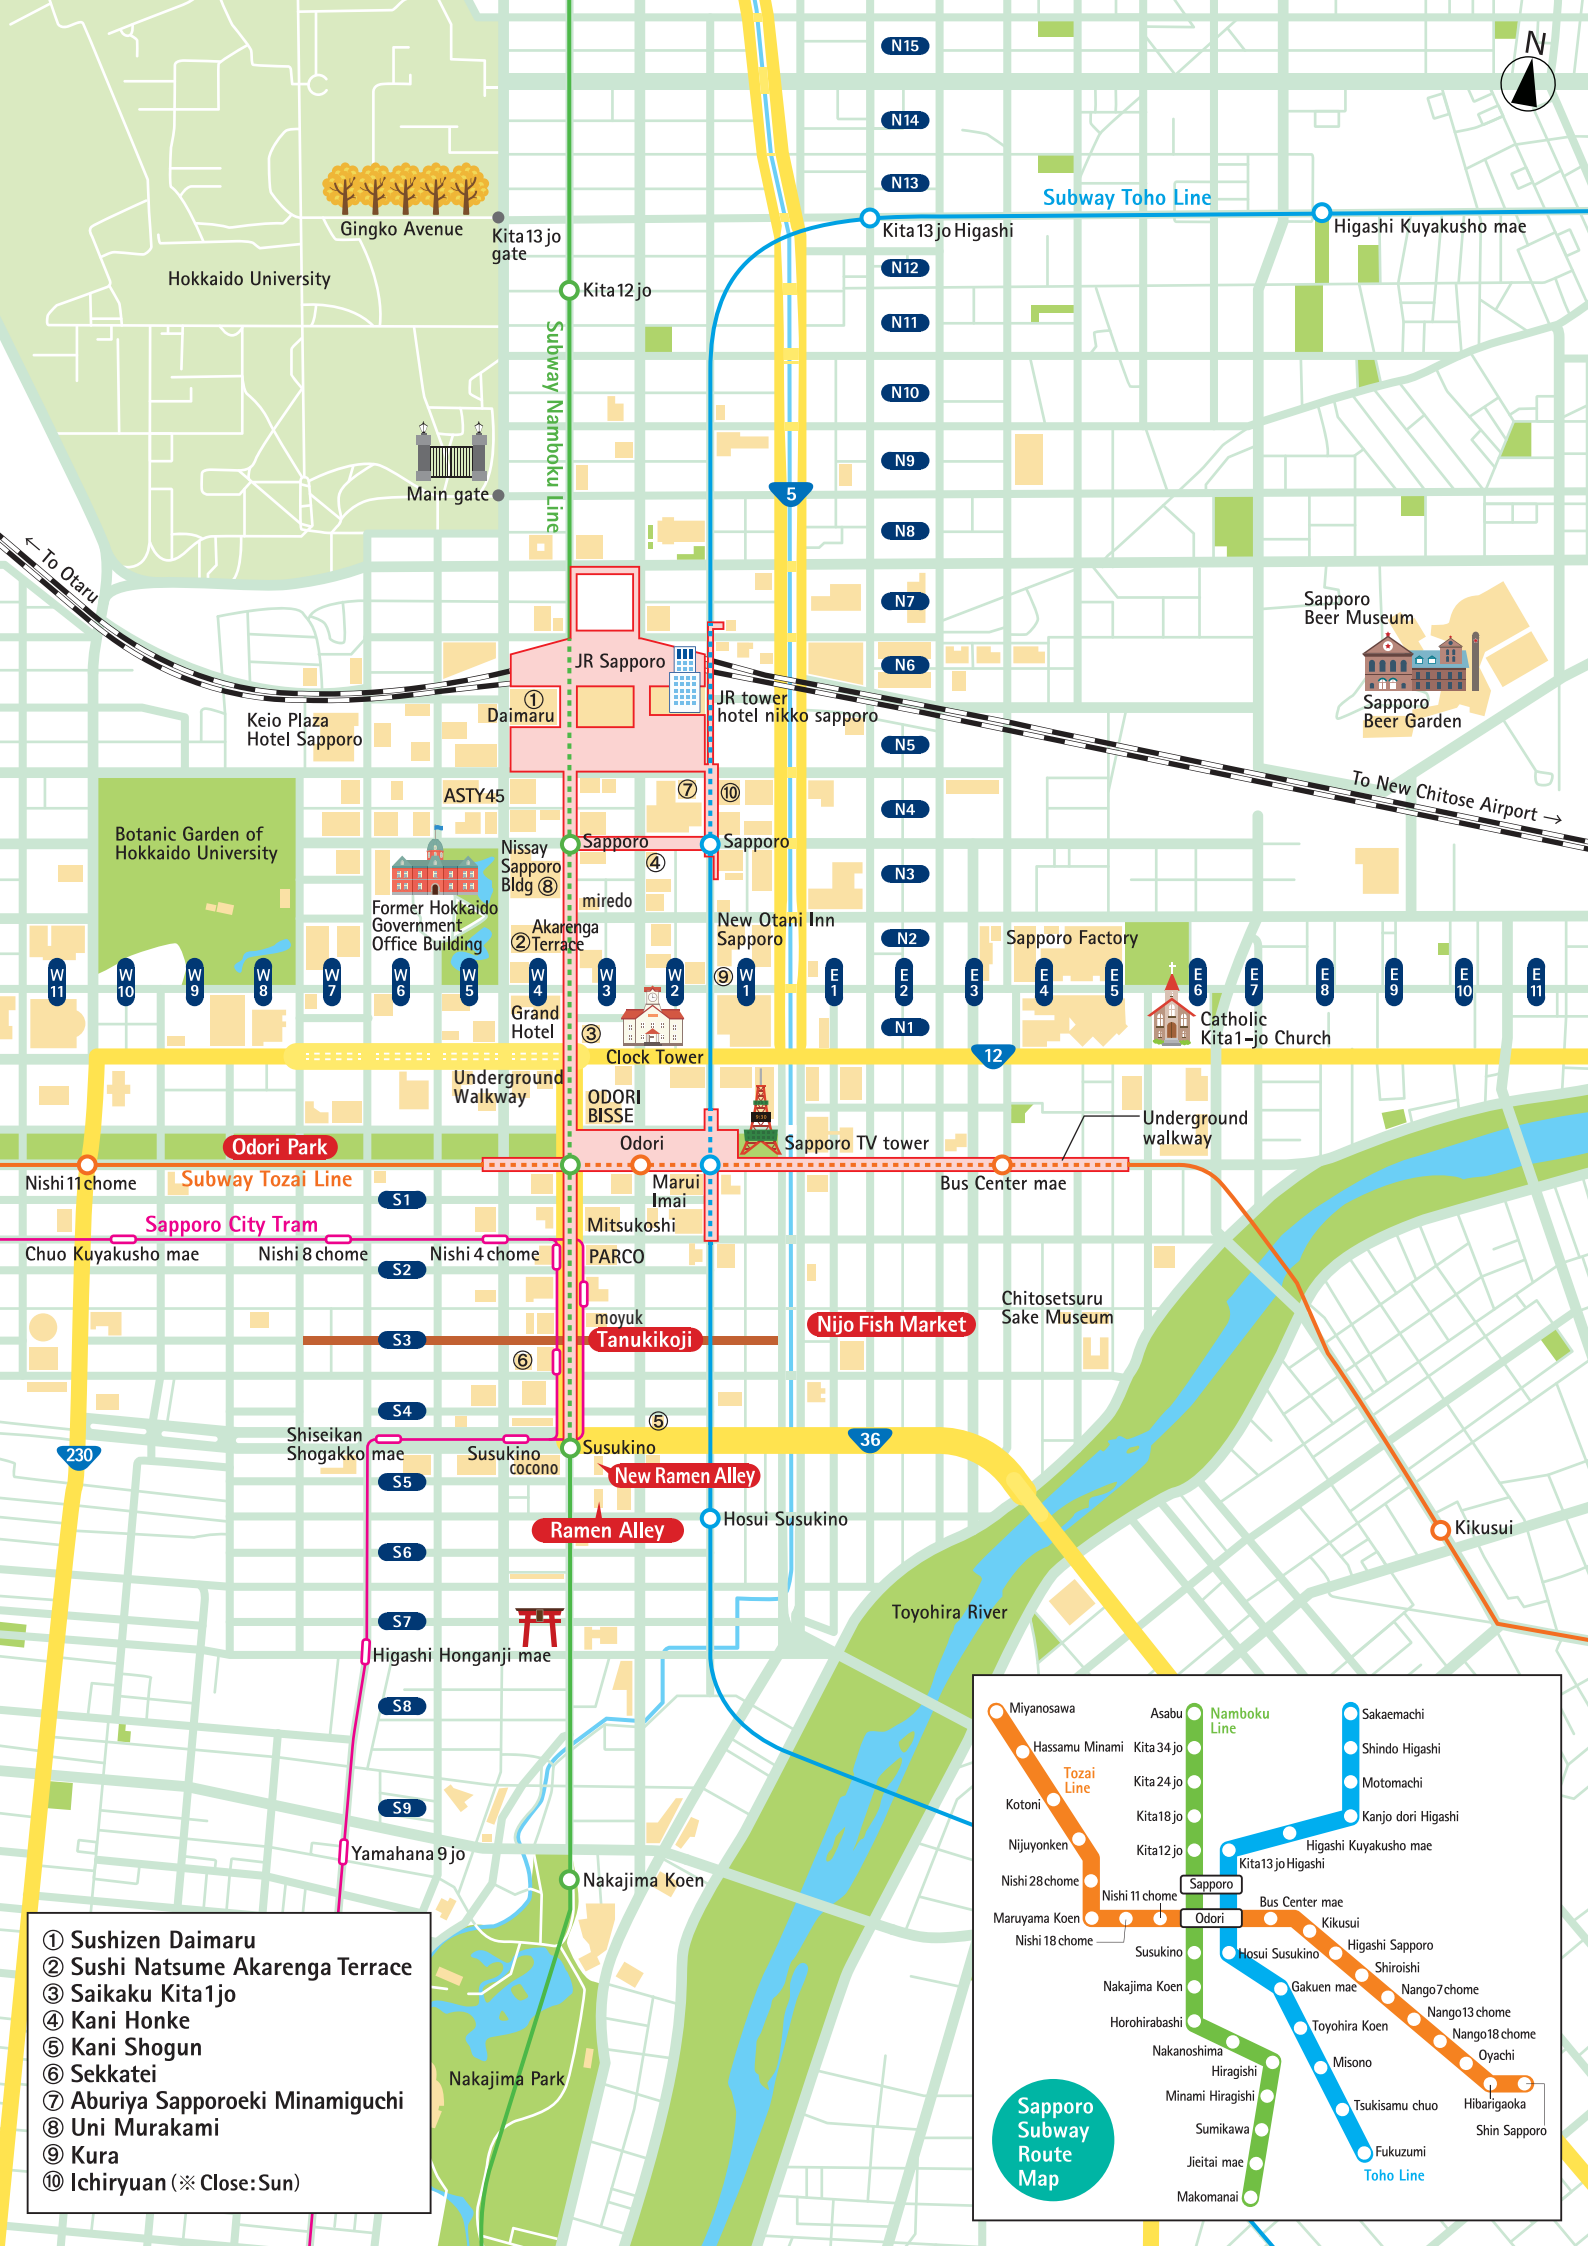 N15
N
N14
N13
Subway Toho Line
Gingko Avenue
Kita 13 jo
gate
Kita 13 jo Higashi
Higashi Kuyakusho mae
Hokkaido University
N12
Kita 12 jo
Subway Namboku Line
N11
N10
N9
Main gate
5
N8
← To Otaru
N7
Sapporo
Beer Museum
JR Sapporo
N6
①
Daimaru
JR tower
hotel nikko sapporo
Sapporo
Beer Garden
Keio Plaza
Hotel Sapporo
N5
To New Chitose Airport →
ASTY45
⑦
⑩
N4
Botanic Garden of
Hokkaido University
Nissay
Sapporo
Bldg ⑧
Sapporo
Sapporo
④
N3
miredo
Former Hokkaido
Government
Office Building
Akarenga
② Terrace
New Otani Inn
Sapporo
N2
Sapporo Factory
W
11
W
10
W
9
W
8
W
7
W
6
W
5
W
4
W
3
W
2
⑨
W
1
E
1
E
2
E
3
E
4
E
5
E
6
E
7
E
8
E
9
E
10
E
11
Grand
Hotel
③
N1
Catholic
Kita1-jo Church
Clock Tower
12
Underground
Walkway
ODORI
BISSE
Odori Park
Odori
Sapporo TV tower
Underground
walkway
Nishi 11 chome
Subway Tozai Line
Marui
Imai
Bus Center mae
S1
Sapporo City Tram
Mitsukoshi
Chuo Kuyakusho mae
Nishi 8 chome
Nishi 4 chome
PARCO
S2
Chitosetsuru
Sake Museum
moyuk
Nijo Fish Market
S3
Tanukikoji
⑥
S4
⑤
Shiseikan
Shogakko mae
Susukino
cocono
Susukino
36
230
New Ramen Alley
S5
Ramen Alley
Hosui Susukino
Kikusui
S6
S7
Toyohira River
Higashi Honganji mae
S8
S9
Yamahana 9 jo
Nakajima Koen
Nakajima Park
① Sushizen Daimaru
② Sushi Natsume Akarenga Terrace
③ Saikaku Kita1jo
④ Kani Honke
⑤ Kani Shogun
⑥ Sekkatei
⑦ Aburiya Sapporoeki Minamiguchi
⑧ Uni Murakami
⑨ Kura
⑩ Ichiryuan (※ Close: Sun)
Miyanosawa
Hassamu Minami
Tozai
Line
Kotoni
Nijuyonken
Nishi 28 chome
Maruyama Koen
Nishi 18 chome
Nishi 11 chome
Asabu
Namboku
Line
Kita 34 jo
Kita 24 jo
Kita 18 jo
Kita 12 jo
Sapporo
Odori
Susukino
Nakajima Koen
Horohirabashi
Nakanoshima
Hiragishi
Minami Hiragishi
Sumikawa
Jieitai mae
Makomanai
Sakaemachi
Shindo Higashi
Motomachi
Kanjo dori Higashi
Higashi Kuyakusho mae
Kita 13 jo Higashi
Hosui Susukino
Gakuen mae
Toyohira Koen
Misono
Tsukisamu chuo
Fukuzumi
Toho Line
Bus Center mae
Kikusui
Higashi Sapporo
Shiroishi
Nango 7 chome
Nango 13 chome
Nango 18 chome
Oyachi
Hibarigaoka
Shin Sapporo
Sapporo
Subway
Route
Map